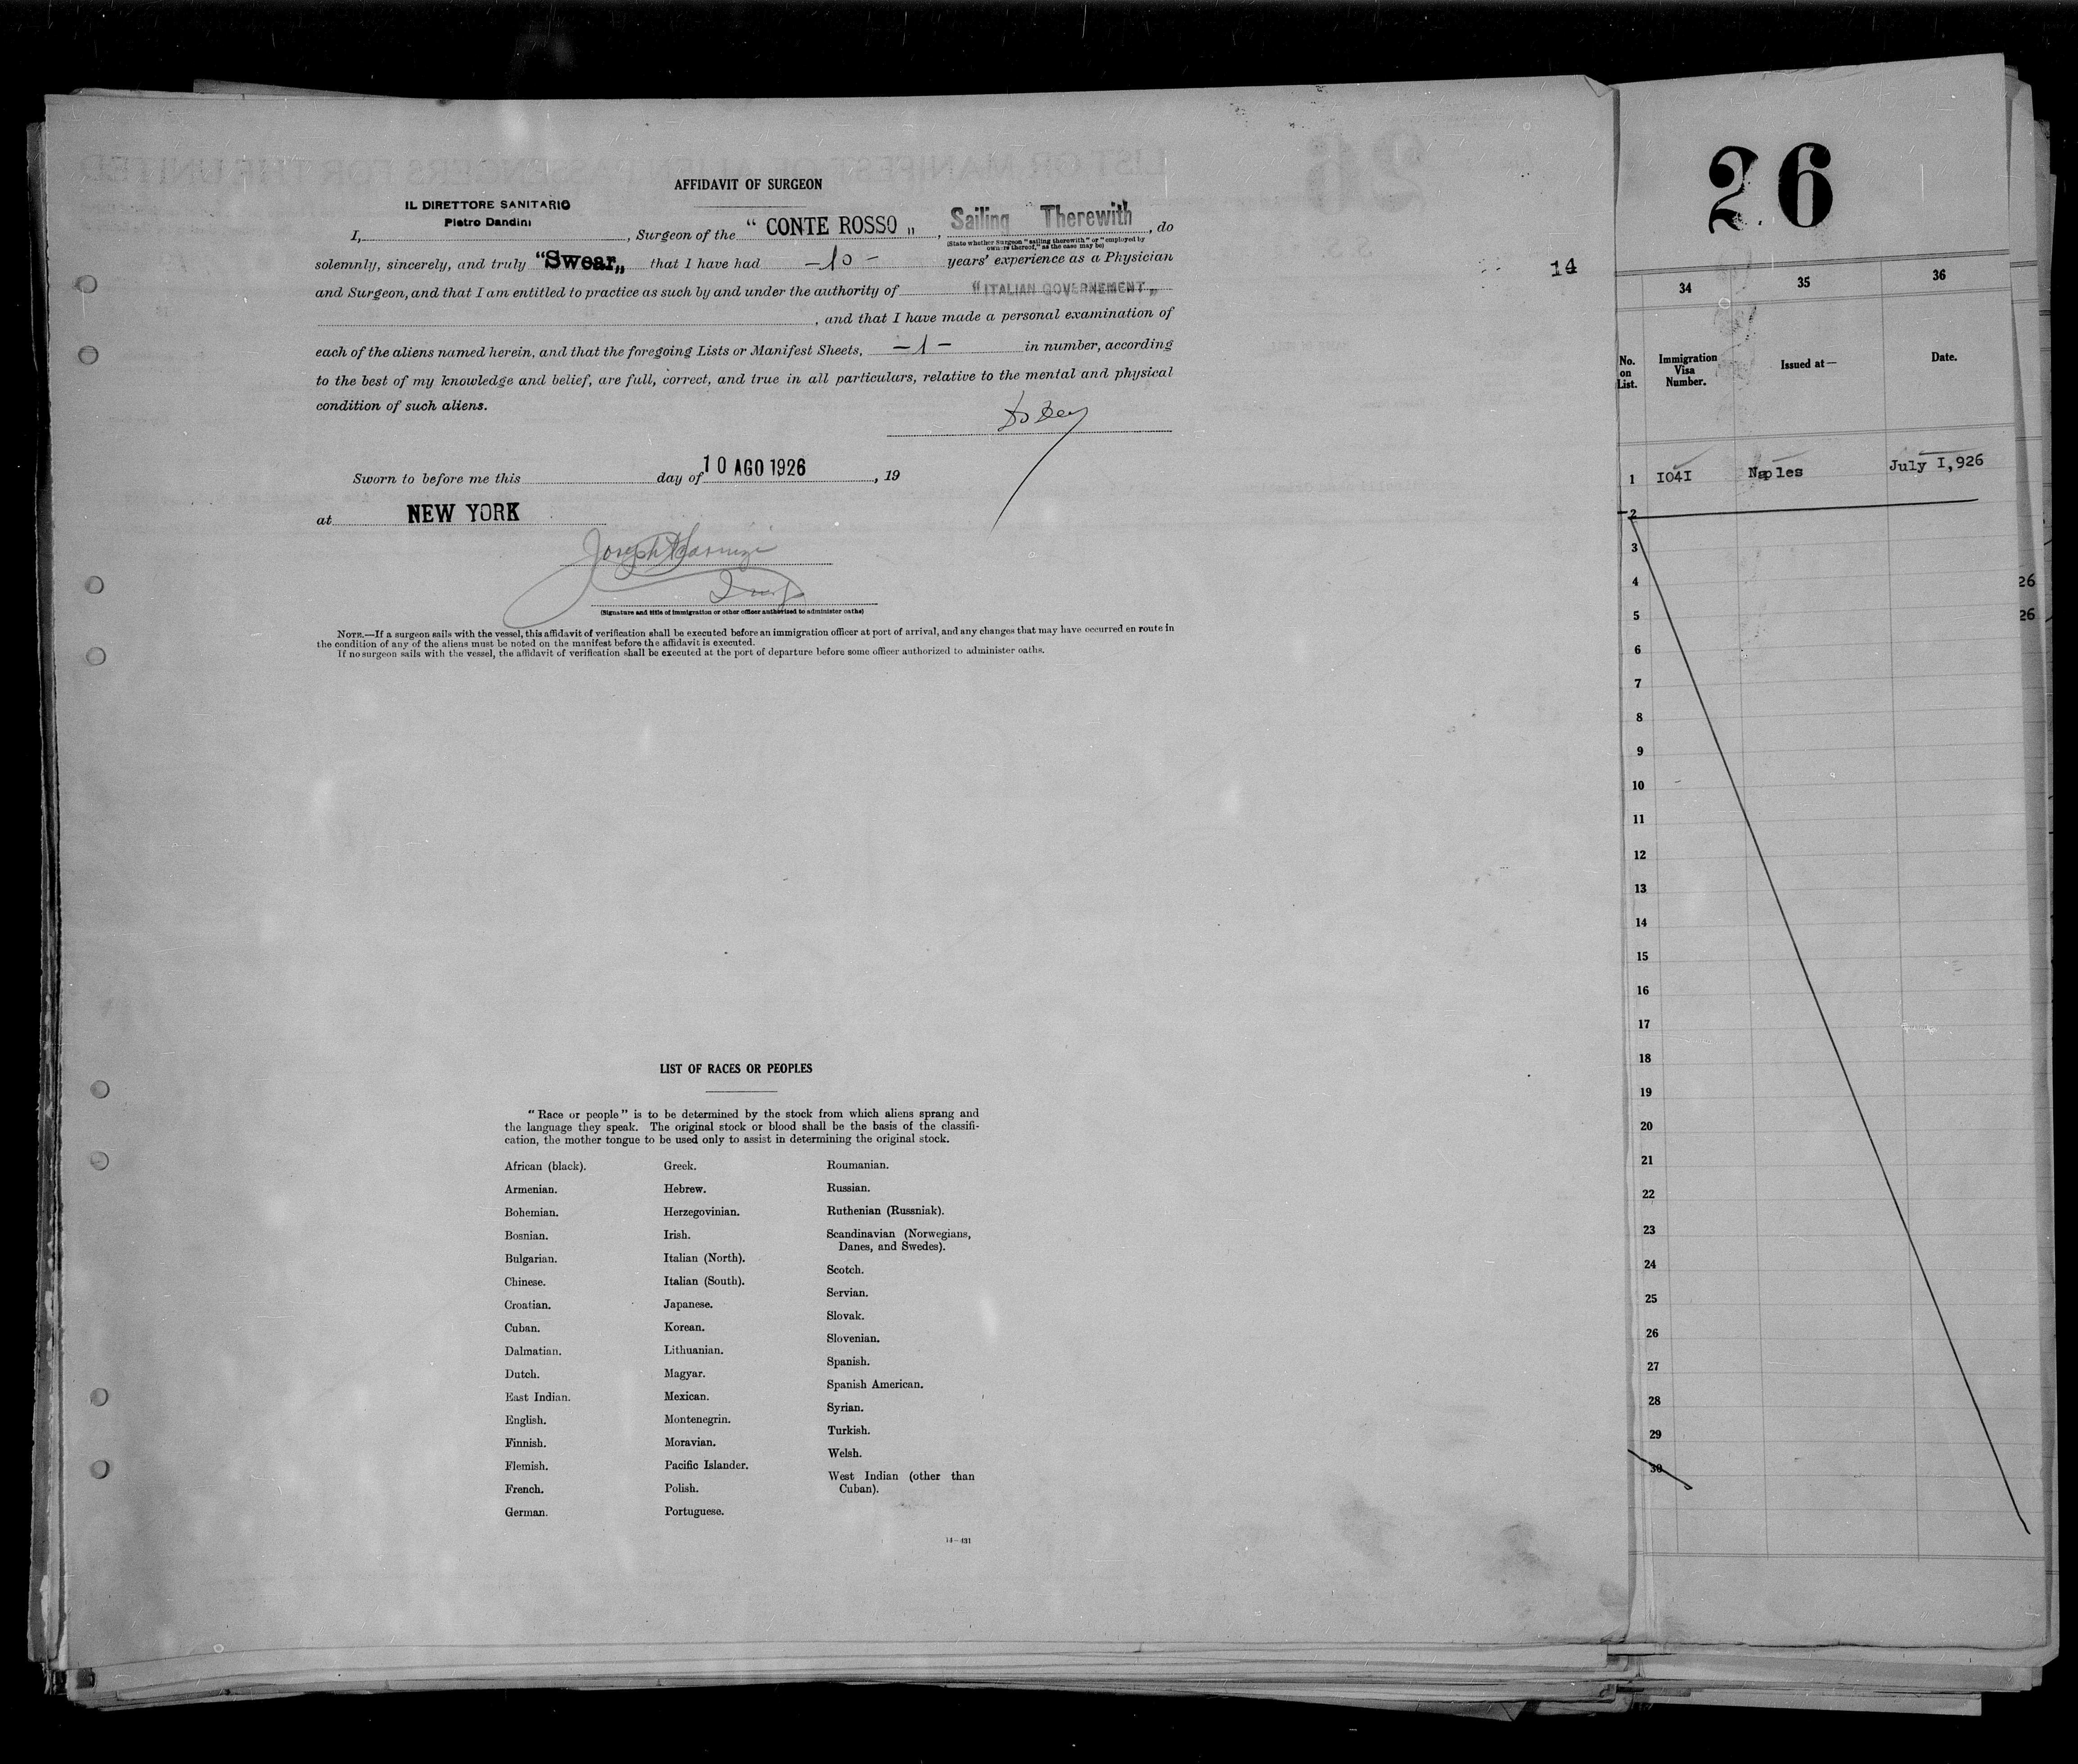 AFFIDAVIT OF SURGEON
IL DIRETTORE SANITARIO
Pietro Dandini
I, , Surgeon of the “ CONTE ROSSO „ , Sailing Therewith , do
(State whether Surgeon “sailing therewith” or “employed by
owners thereof,” as the case may be)
solemnly, sincerely, and truly “Swear„ that I have had –10– years’ experience as a Physician
and Surgeon, and that I am entitled to practice as such by and under the authority of “ITALIAN GOVERNEMENT„
, and that I have made a personal examination of
each of the aliens named herein, and that the foregoing Lists or Manifest Sheets, –1– in number, according
to the best of my knowledge and belief, are full, correct, and true in all particulars, relative to the mental and physical
condition of such aliens.
Sworn to before me this day of 10 AGO 1926 , 19
at NEW YORK
Joseph
(Signature and title of immigration or other officer authorized to administer oaths)
NOTE.—If a surgeon sails with the vessel, this affidavit of verification shall be executed before an immigration officer at port of arrival, and any changes that may have occurred en route in
the condition of any of the aliens must be noted on the manifest before the affidavit is executed.
If no surgeon sails with the vessel, the affidavit of verification shall be executed at the port of departure before some officer authorized to administer oaths.
LIST OF RACES OR PEOPLES
“Race or people” is to be determined by the stock from which aliens sprang and
the language they speak. The original stock or blood shall be the basis of the classifi-
cation, the mother tongue to be used only to assist in determining the original stock.
African (black).
Armenian.
Bohemian.
Bosnian.
Bulgarian.
Chinese.
Croatian.
Cuban.
Dalmatian.
Dutch.
East Indian.
English.
Finnish.
Flemish.
French.
German.
Greek.
Hebrew.
Herzegovinian.
Irish.
Italian (North).
Italian (South).
Japanese.
Korean.
Lithuanian.
Magyar.
Mexican.
Montenegrin.
Moravian.
Pacific Islander.
Polish.
Portuguese.
Roumanian.
Russian.
Ruthenian (Russniak).
Scandinavian (Norwegians,
Danes, and Swedes).
Scotch.
Servian.
Slovak.
Slovenian.
Spanish.
Spanish American.
Syrian.
Turkish.
Welsh.
West Indian (other than
Cuban).
14—431
14
26
34 35 36
No.
on
List.
Immigration
Visa
Number.
Issued at—
Date.
1 I04I Naples July I,926
2
3
4
5
6
7
8
9
10
11
12
13
14
15
16
17
18
19
20
21
22
23
24
25
26
27
28
29
30
26
26